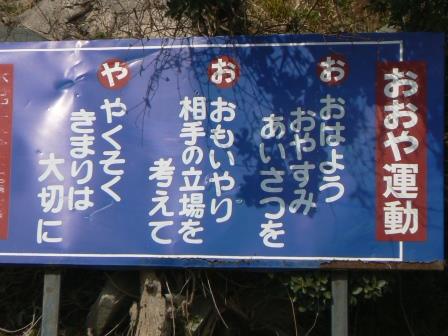 おおや運動
お おはよう
おやすみ
あいさつを
お おもいやり
相手の立場を
考えて
や やくそく
きまりは
大切に